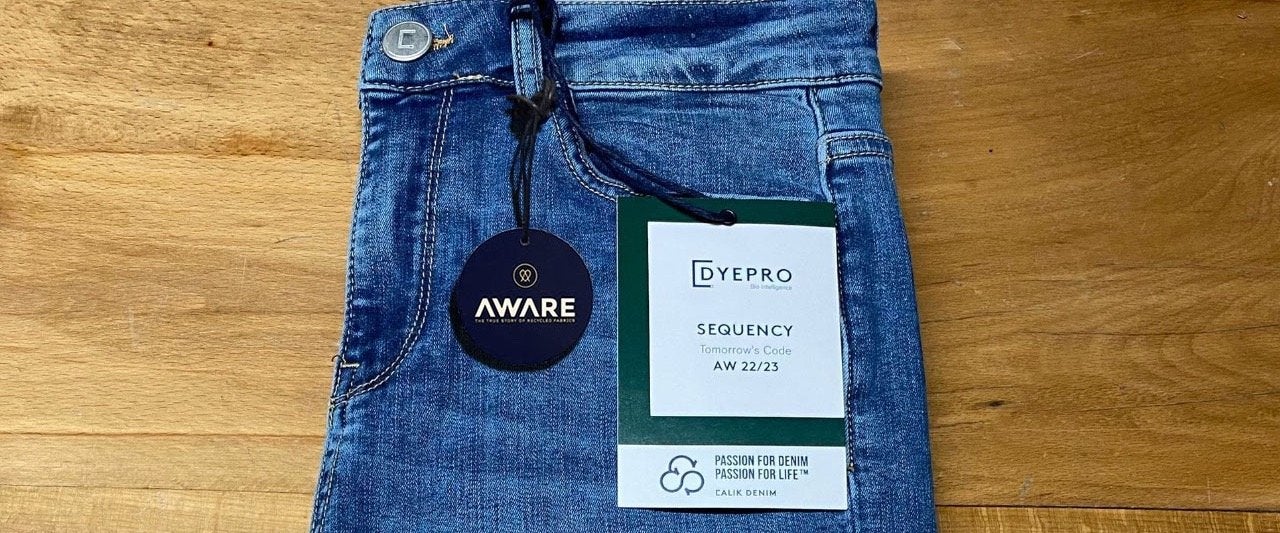 C
AWARE
THE TRUE STORY OF RECYCLED FABRICS
DYEPRO
Bio Intelligence
SEQUENCY
Tomorrow's Code
AW 22/23
PASSION FOR DENIM
PASSION FOR LIFE™
CALIK DENIM